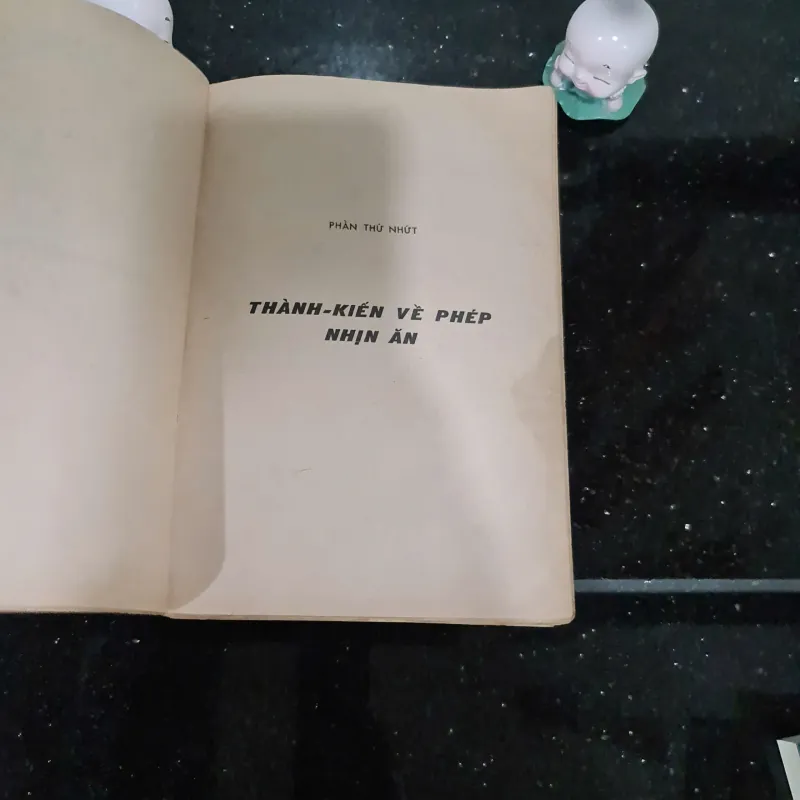 PHẦN THỨ NHỨT
THÀNH-KIẾN VỀ PHÉP
NHỊN ĂN